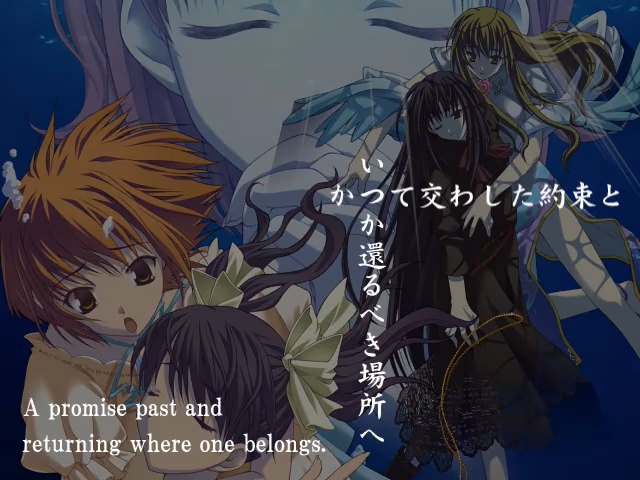 かつて交わした約束と
いつか還るべき場所へ
A promise past and
returning where one belongs.